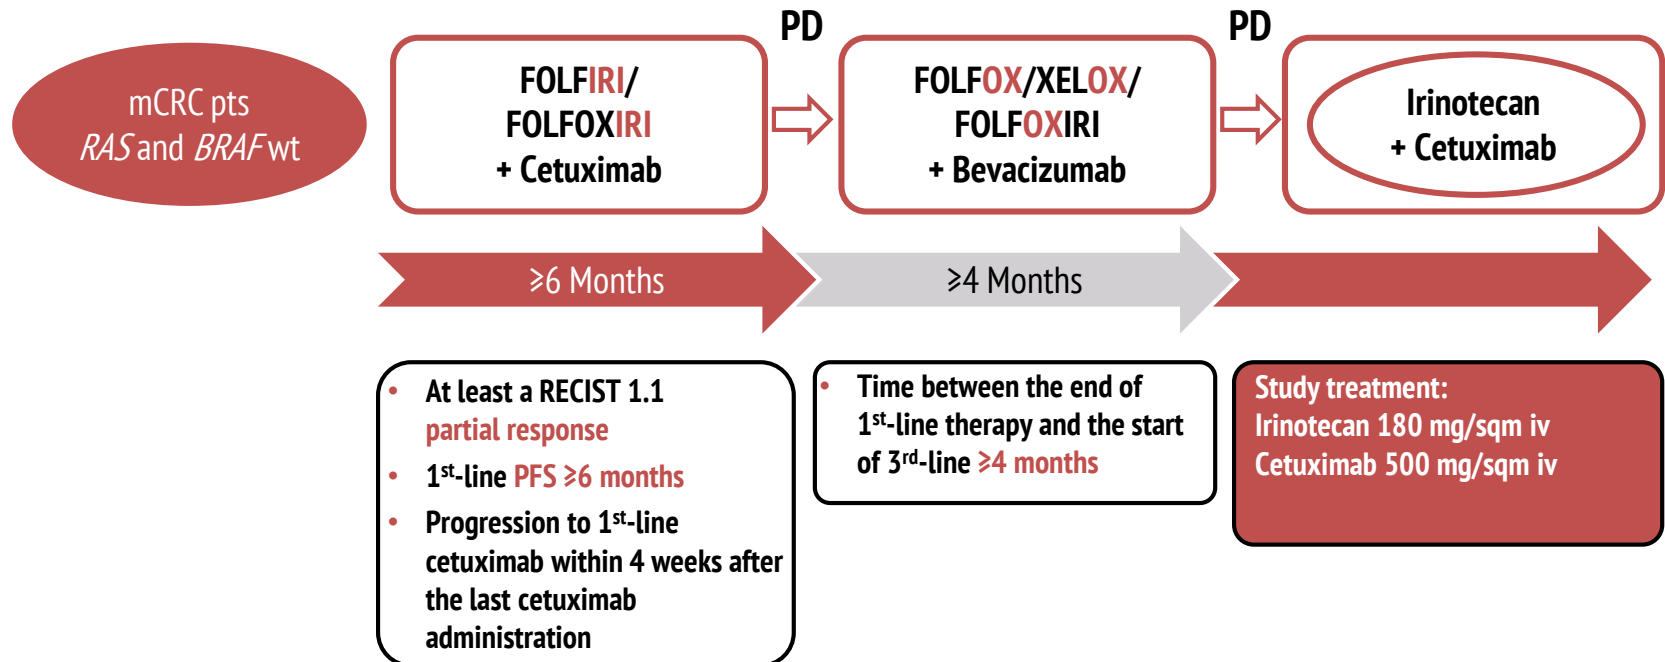 mCRC pts
RAS and BRAF wt
FOLFIRI/
FOLFOXIRI
+ Cetuximab
PD
FOLFOX/XELOX/
FOLFOXIRI
+ Bevacizumab
PD
Irinotecan
+ Cetuximab
⩾6 Months
⩾4 Months
• At least a RECIST 1.1
partial response
• 1st-line PFS ⩾6 months
• Progression to 1st-line
cetuximab within 4 weeks after
the last cetuximab
administration
• Time between the end of
1st-line therapy and the start
of 3rd-line ⩾4 months
Study treatment:
Irinotecan 180 mg/sqm iv
Cetuximab 500 mg/sqm iv